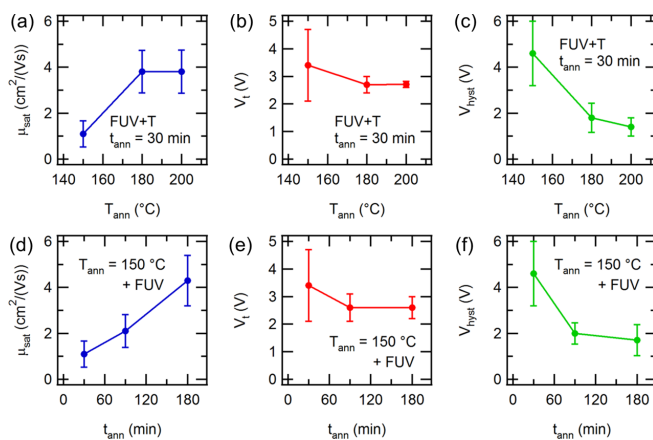 (a)
μsat (cm²/(Vs))
6
4
2
0
FUV+T
tann = 30 min
140 160 180 200
Tann (°C)
(b)
Vt (V)
5
4
3
2
1
0
FUV+T
tann = 30 min
140 160 180 200
Tann (°C)
(c)
Vhyst (V)
6
4
2
0
FUV+T
tann = 30 min
140 160 180 200
Tann (°C)
(d)
μsat (cm²/(Vs))
6
4
2
0
Tann = 150 °C
+ FUV
0 60 120 180
tann (min)
(e)
Vt (V)
5
4
3
2
1
0
Tann = 150 °C
+ FUV
0 60 120 180
tann (min)
(f)
Vhyst (V)
6
4
2
0
Tann = 150 °C
+ FUV
0 60 120 180
tann (min)